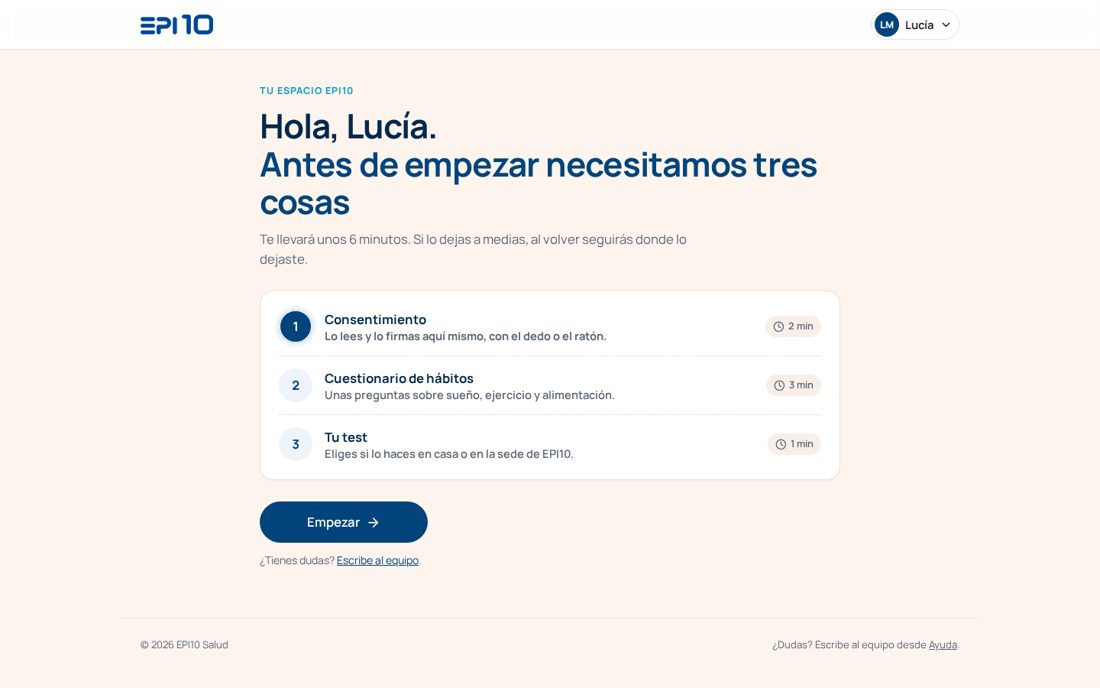 EPI10
LM Lucía
TU ESPACIO EPI10
Hola, Lucía.
Antes de empezar necesitamos tres
cosas
Te llevará unos 6 minutos. Si lo dejas a medias, al volver seguirás donde lo
dejaste.
1 Consentimiento
Lo lees y lo firmas aquí mismo, con el dedo o el ratón.
2 min
2 Cuestionario de hábitos
Unas preguntas sobre sueño, ejercicio y alimentación.
3 min
3 Tu test
Eliges si lo haces en casa o en la sede de EPI10.
1 min
Empezar →
¿Tienes dudas? Escribe al equipo.
© 2026 EPI10 Salud
¿Dudas? Escribe al equipo desde Ayuda.